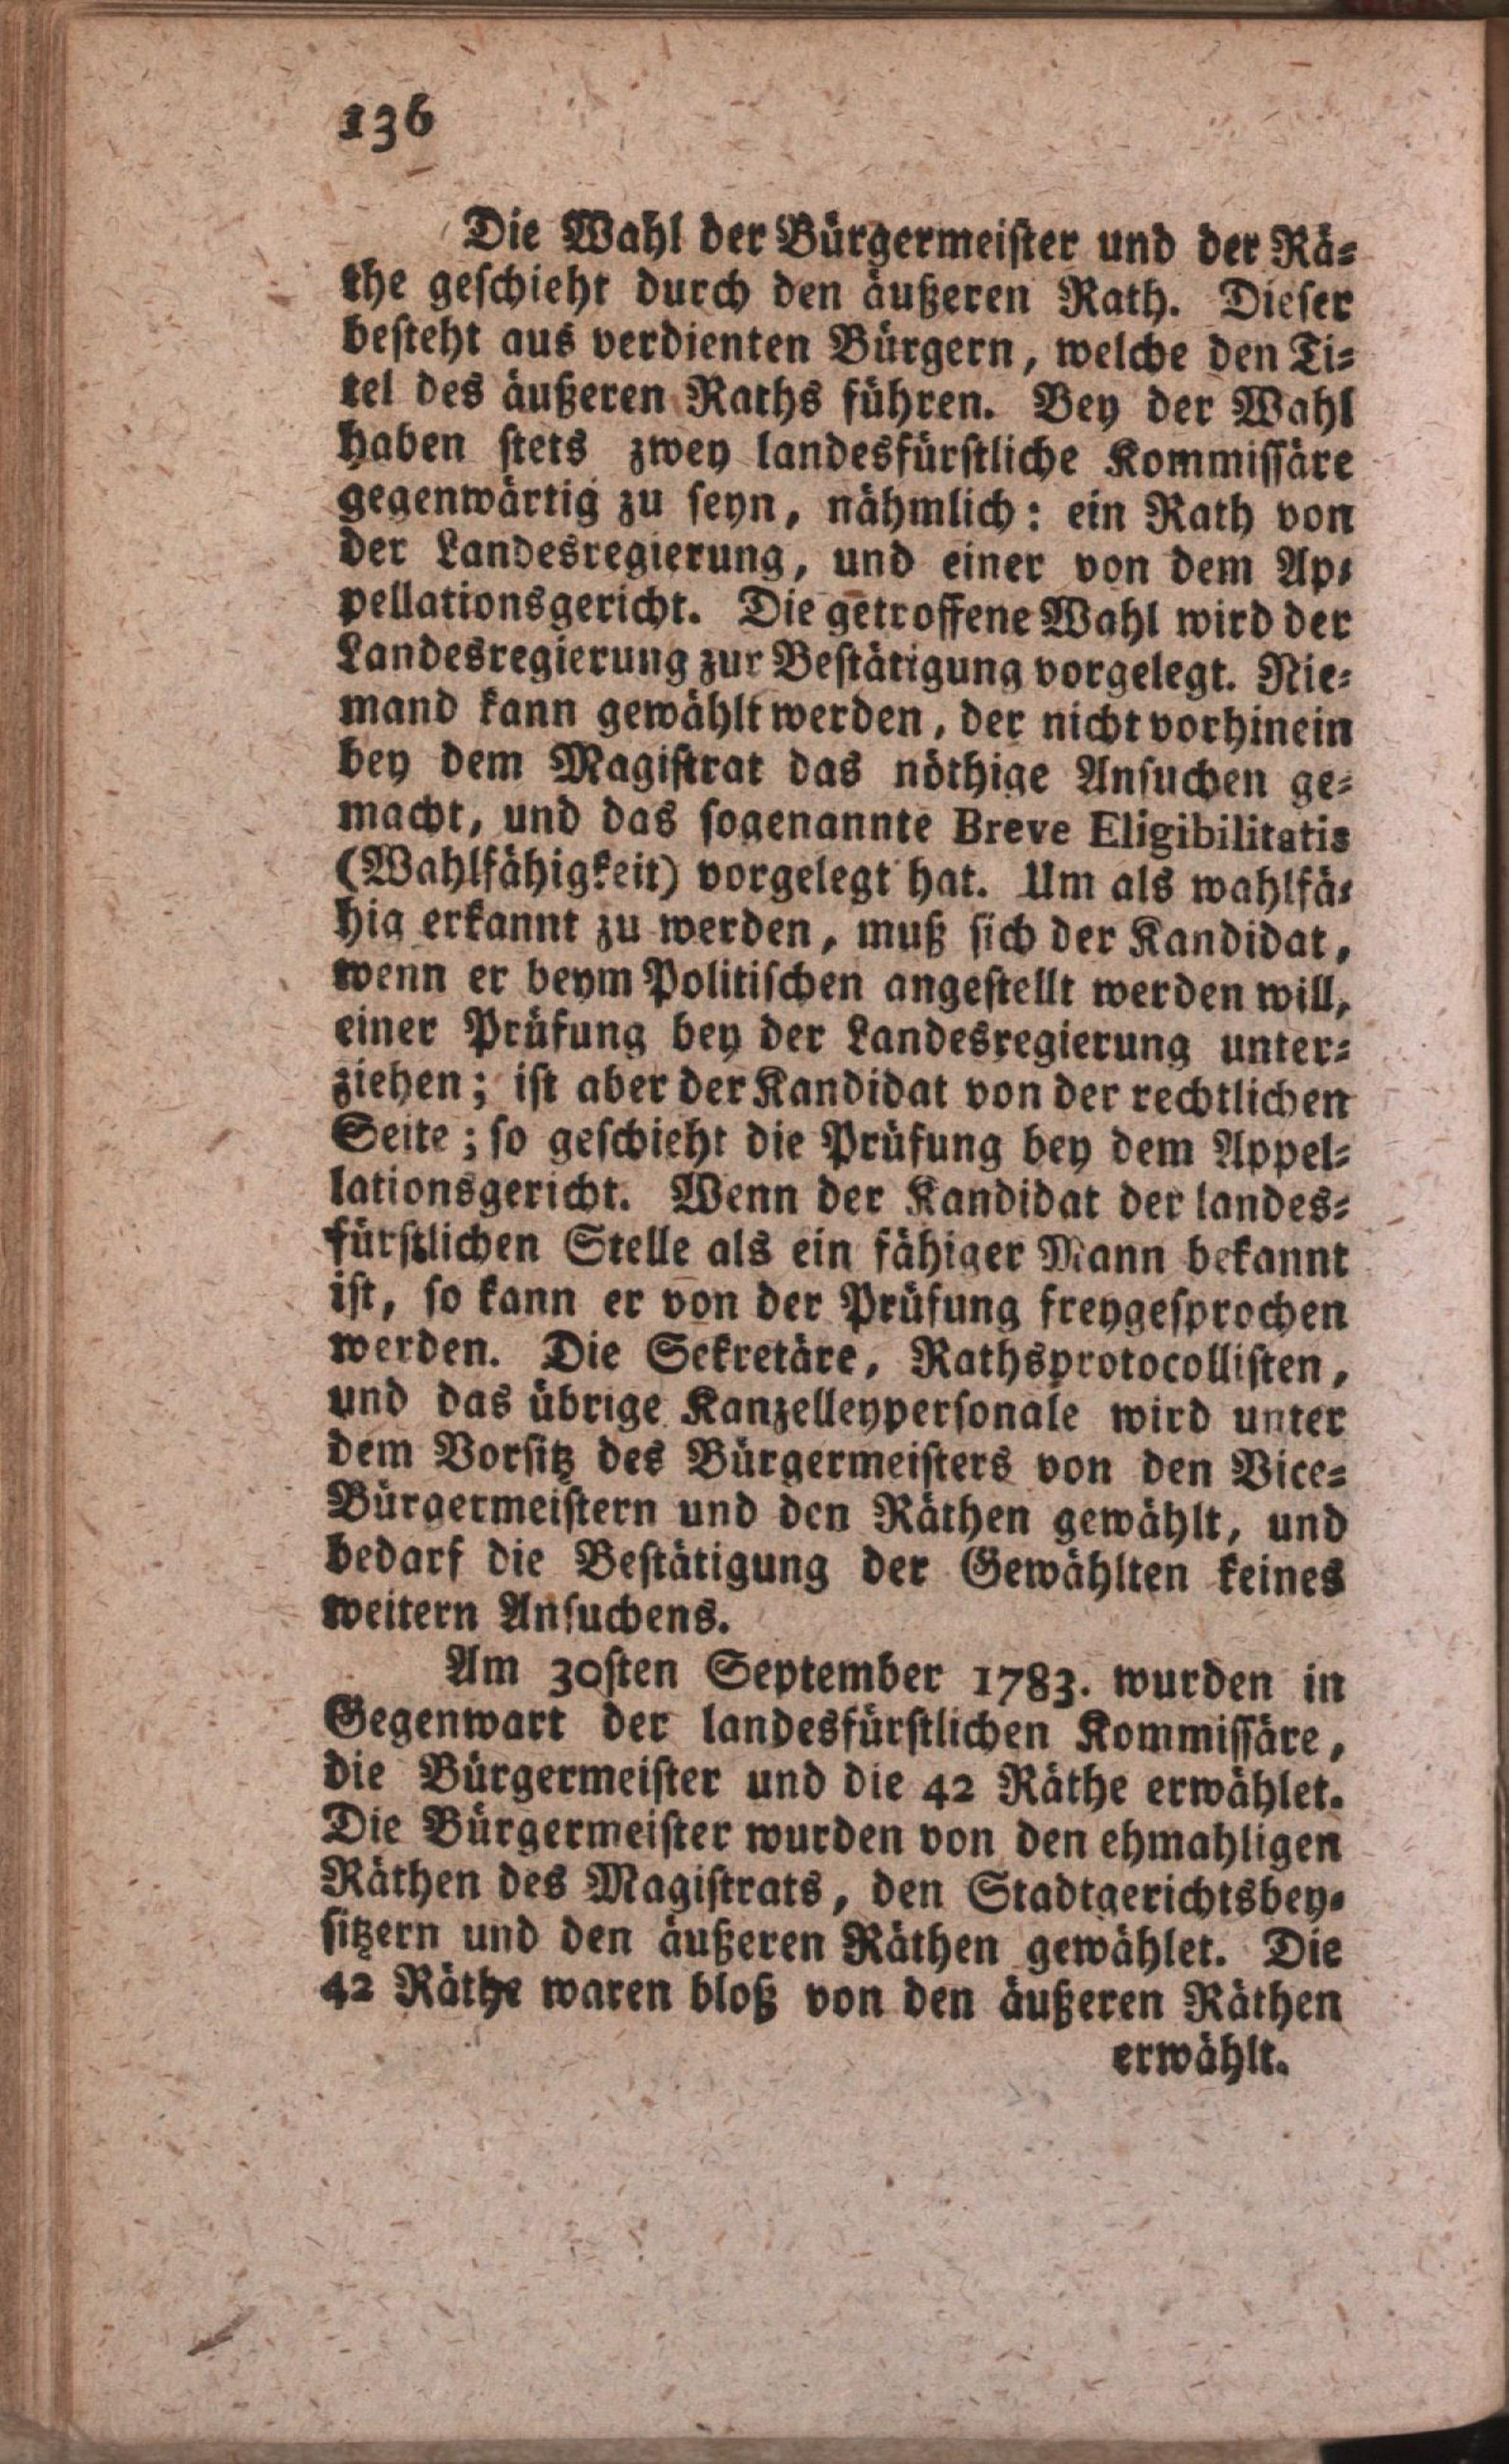 136
Die Wahl der Bürgermeister und der Rä-
the geschieht durch den äußeren Rath. Dieser
besteht aus verdienten Bürgern, welche den Ti-
tel des äußeren Raths führen. Bey der Wahl
haben stets zwey landesfürstliche Kommissäre
gegenwärtig zu seyn, nähmlich: ein Rath von
der Landesregierung, und einer von dem Ap-
pellationsgericht. Die getroffene Wahl wird der
Landesregierung zur Bestätigung vorgelegt. Nie-
mand kann gewählt werden, der nicht vorhinein
bey dem Magistrat das nöthige Ansuchen ge-
macht, und das sogenannte Breve Eligibilitatis
(Wahlfähigkeit) vorgelegt hat. Um als wahlfä-
hig erkannt zu werden, muß sich der Kandidat,
wenn er beym Politischen angestellt werden will,
einer Prüfung bey der Landesregierung unter-
ziehen; ist aber der Kandidat von der rechtlichen
Seite; so geschieht die Prüfung bey dem Appel-
lationsgericht. Wenn der Kandidat der landes-
fürstlichen Stelle als ein fähiger Mann bekannt
ist, so kann er von der Prüfung freygesprochen
werden. Die Sekretäre, Rathsprotocollisten,
und das übrige Kanzelleypersonale wird unter
dem Vorsitz des Bürgermeisters von den Vice-
Bürgermeistern und den Räthen gewählt, und
bedarf die Bestätigung der Gewählten keines
weitern Ansuchens.
Am 30sten September 1783. wurden in
Gegenwart der landesfürstlichen Kommissäre,
die Bürgermeister und die 42 Räthe erwählet.
Die Bürgermeister wurden von den ehmahligen
Räthen des Magistrats, den Stadtgerichtsbey-
sitzern und den äußeren Räthen gewählet. Die
42 Räthe waren bloß von den äußeren Räthen
erwählt.